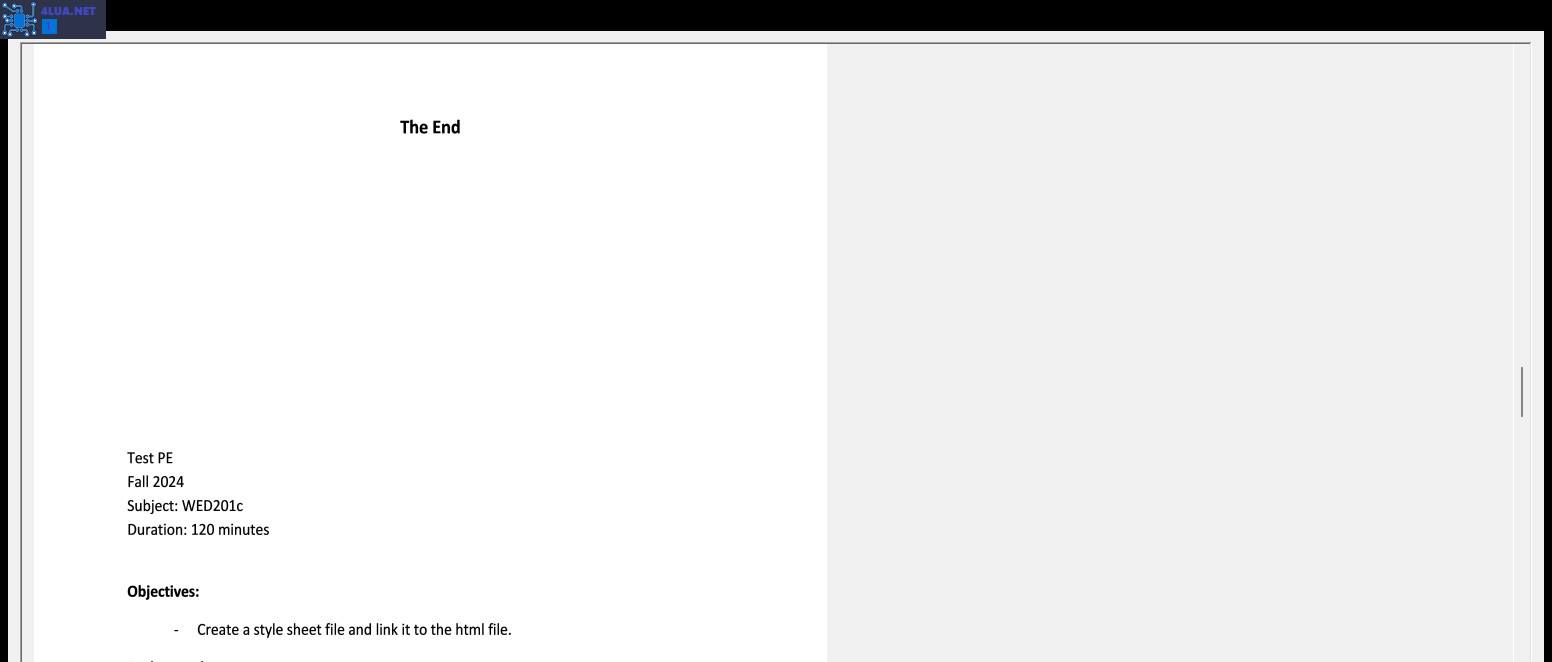 4LUA.NET
The End
Test PE
Fall 2024
Subject: WED201c
Duration: 120 minutes
Objectives:
- Create a style sheet file and link it to the html file.